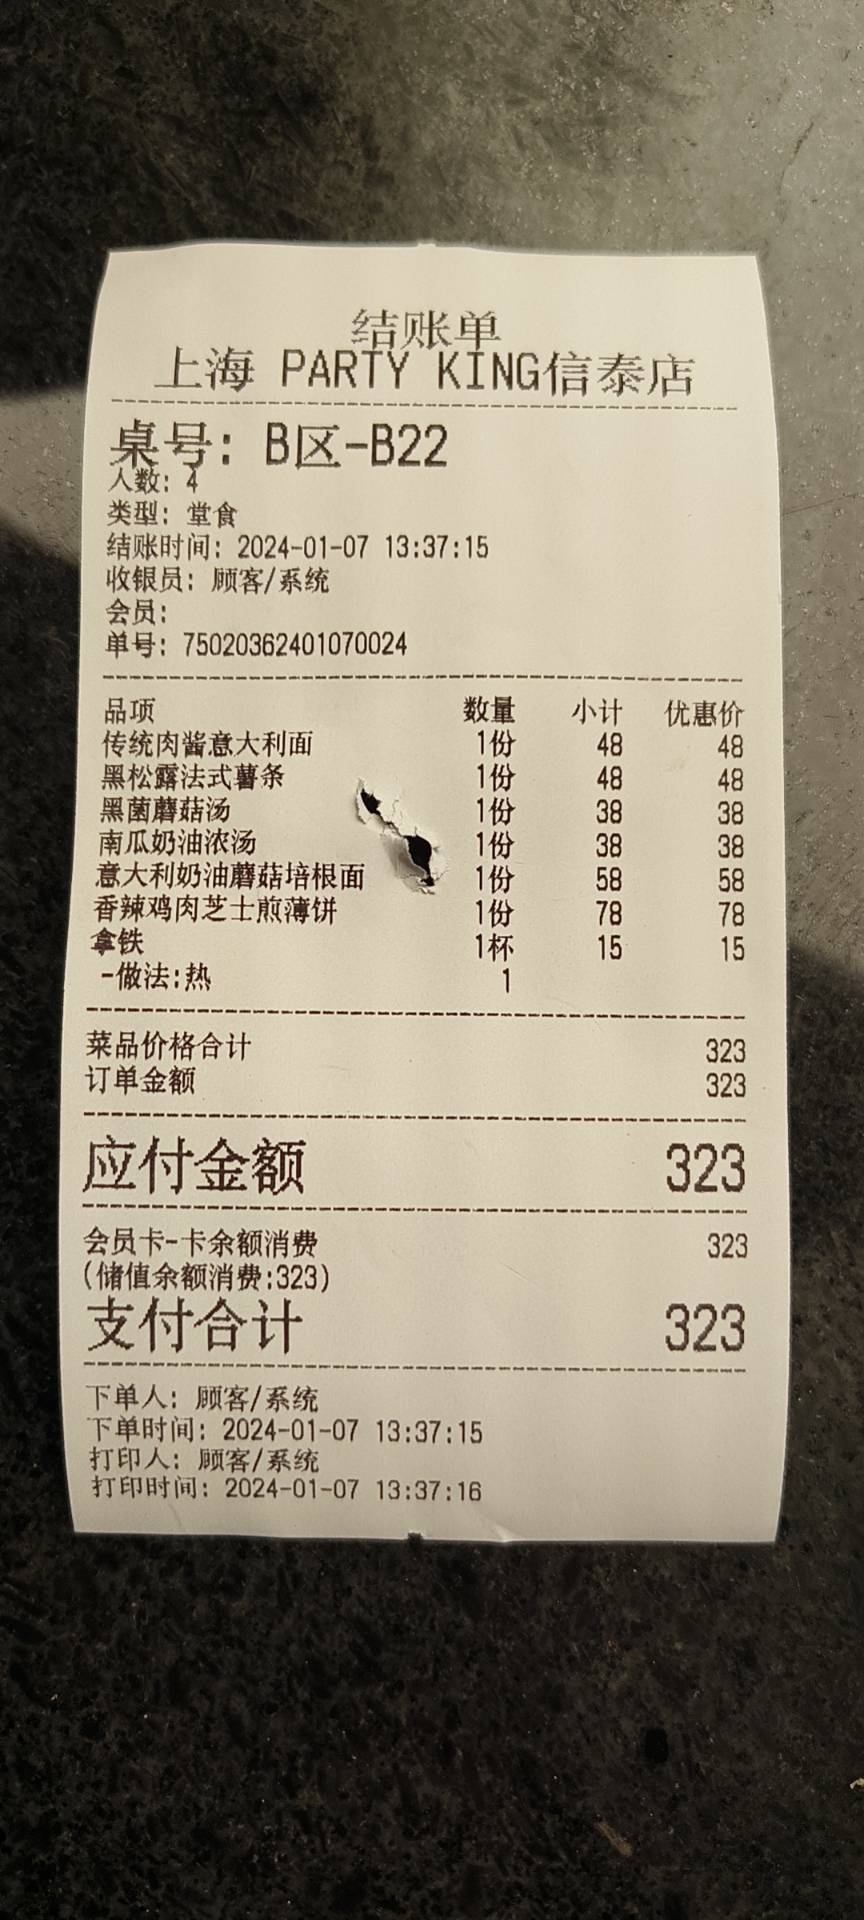 结账单
上海 PARTY KING信泰店
桌号: B区-B22
人数: 4
类型: 堂食
结账时间: 2024-01-07 13:37:15
收银员: 顾客/系统
会员:
单号: 75020362401070024
品项 数量 小计 优惠价
传统肉酱意大利面 1份 48 48
黑松露法式薯条 1份 48 48
黑菌蘑菇汤 1份 38 38
南瓜奶油浓汤 1份 38 38
意大利奶油蘑菇培根面 1份 58 58
香辣鸡肉芝士煎薄饼 1份 78 78
拿铁 1杯 15 15
-做法:热 1
菜品价格合计 323
订单金额 323
应付金额 323
会员卡-卡余额消费 323
(储值余额消费:323)
支付合计 323
下单人: 顾客/系统
下单时间: 2024-01-07 13:37:15
打印人: 顾客/系统
打印时间: 2024-01-07 13:37:16